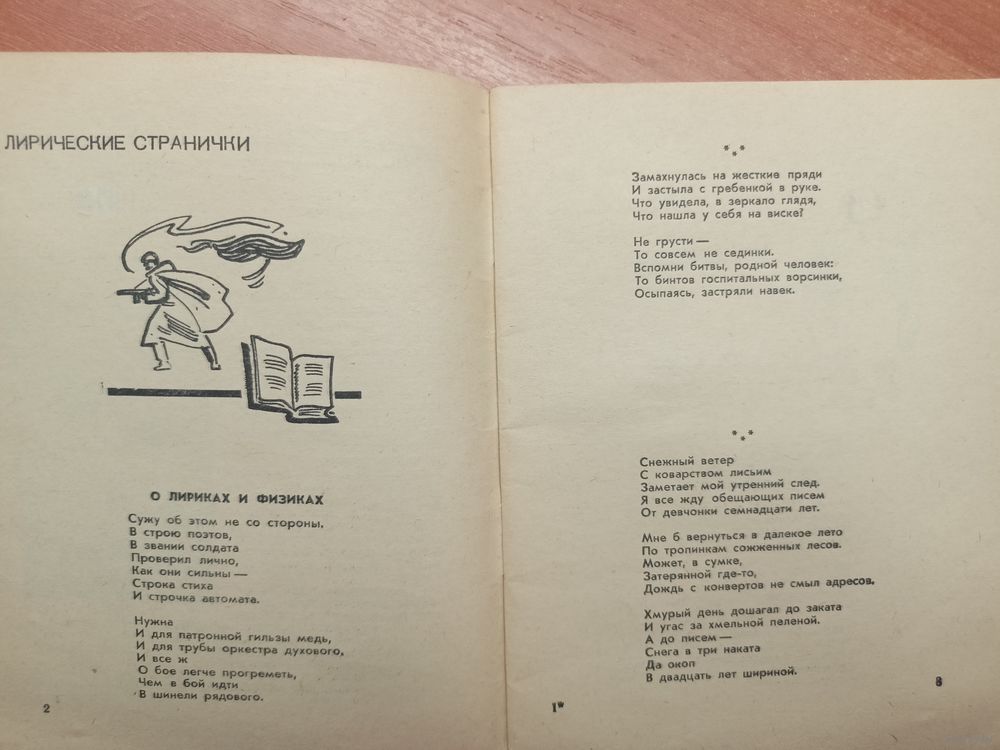 ЛИРИЧЕСКИЕ СТРАНИЧКИ
О ЛИРИКАХ И ФИЗИКАХ
Сужу об этом не со стороны,
В строю поэтов,
В звании солдата
Проверил лично,
Как они сильны —
Строка стиха
И строчка автомата.
Нужна
И для патронной гильзы медь,
И для трубы оркестра духового,
И все ж
О бое легче прогреметь,
Чем в бой идти
В шинели рядового.
2
***
Замахнулась на жесткие пряди
И застыла с гребенкой в руке.
Что увидела, в зеркало глядя,
Что нашла у себя на виске?
Не грусти —
То совсем не сединки.
Вспомни битвы, родной человек:
То бинтов госпитальных ворсинки,
Осыпаясь, застряли навек.
***
Снежный ветер
С коварством лисьим
Заметает мой утренний след.
Я все жду обещающих писем
От девчонки семнадцати лет.
Мне б вернуться в далекое лето
По тропинкам сожженных лесов.
Может, в сумке,
Затерянной где-то,
Дождь с конвертов не смыл адресов.
Хмурый день дошагал до заката
И угас за хмельной пеленой.
А до писем —
Снега в три наката
Да окоп
В двадцать лет шириной.
1*
3